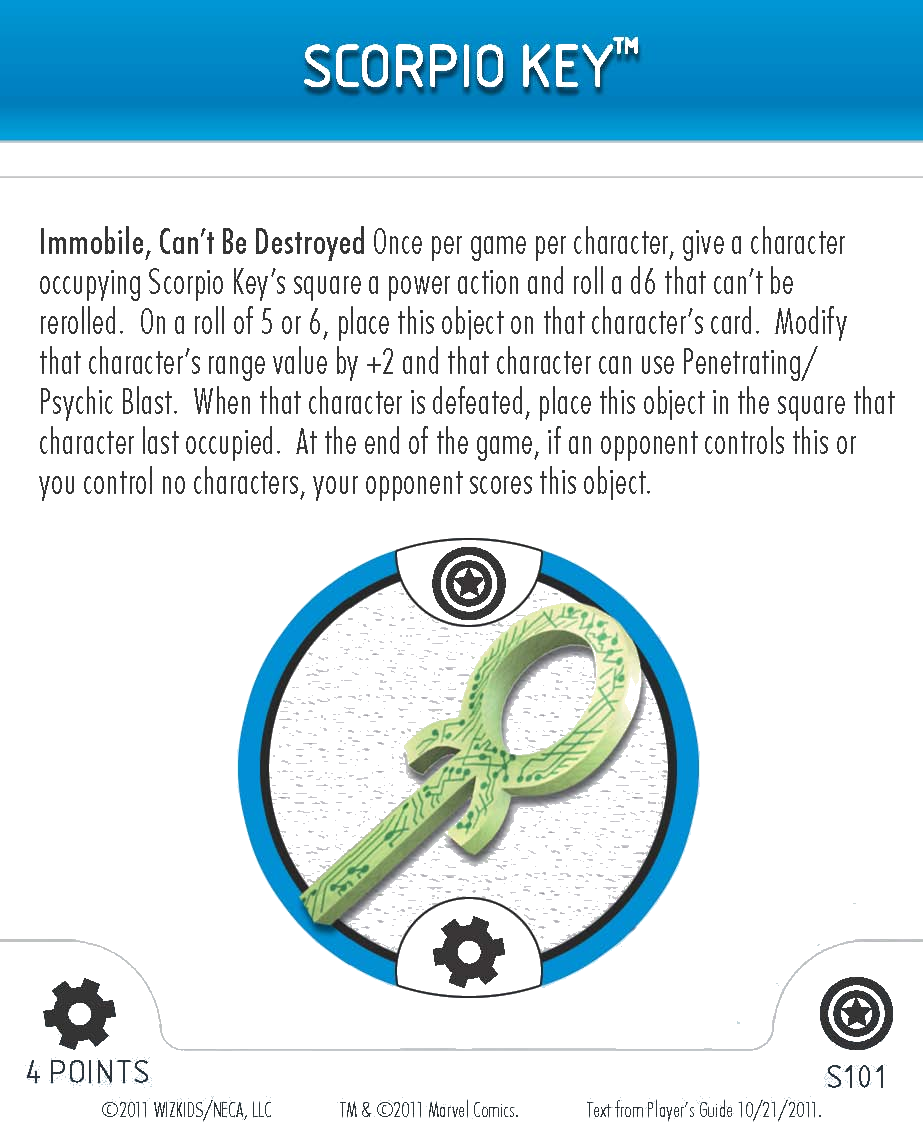 SCORPIO KEY™
Immobile, Can't Be Destroyed Once per game per character, give a character
occupying Scorpio Key's square a power action and roll a d6 that can't be
rerolled.  On a roll of 5 or 6, place this object on that character's card.  Modify
that character's range value by +2 and that character can use Penetrating/
Psychic Blast.  When that character is defeated, place this object in the square that
character last occupied.  At the end of the game, if an opponent controls this or
you control no characters, your opponent scores this object.
4 POINTS
S101
©2011 WIZKIDS/NECA, LLC
TM & ©2011 Marvel Comics.
Text from Player's Guide 10/21/2011.